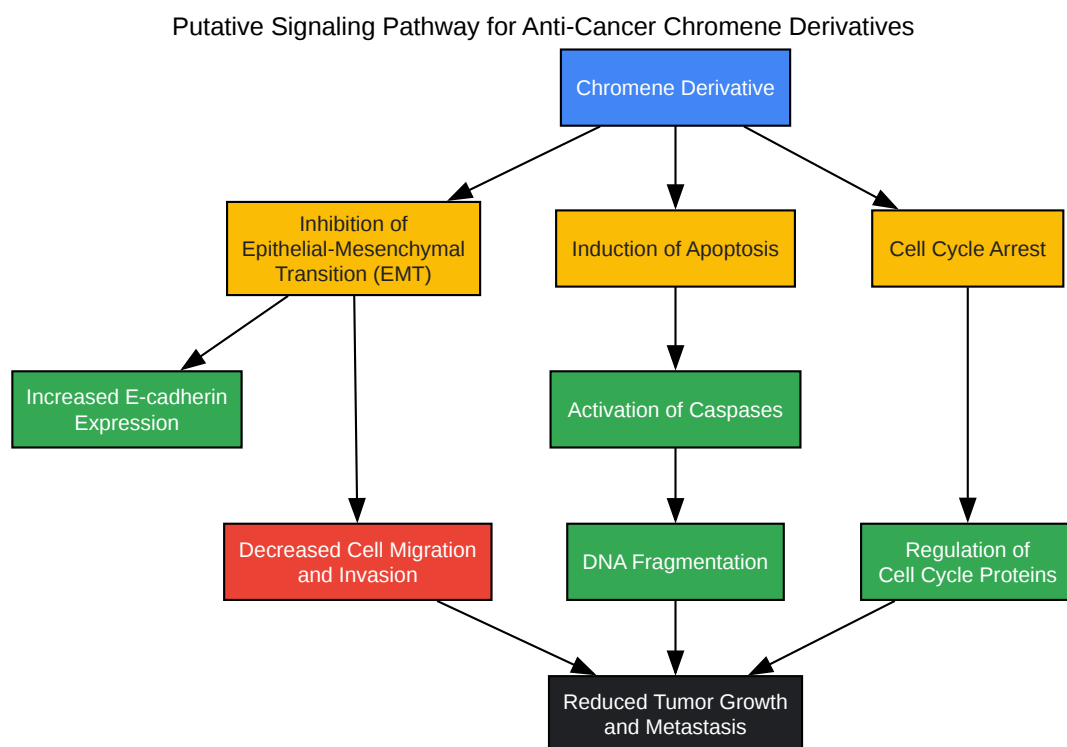 Putative Signaling Pathway for Anti-Cancer Chromene Derivatives
Chromene Derivative
Inhibition of
Epithelial-Mesenchymal
Transition (EMT)
Induction of Apoptosis
Cell Cycle Arrest
Increased E-cadherin
Expression
Activation of Caspases
Decreased Cell Migration
and Invasion
DNA Fragmentation
Regulation of
Cell Cycle Proteins
Reduced Tumor Growth
and Metastasis